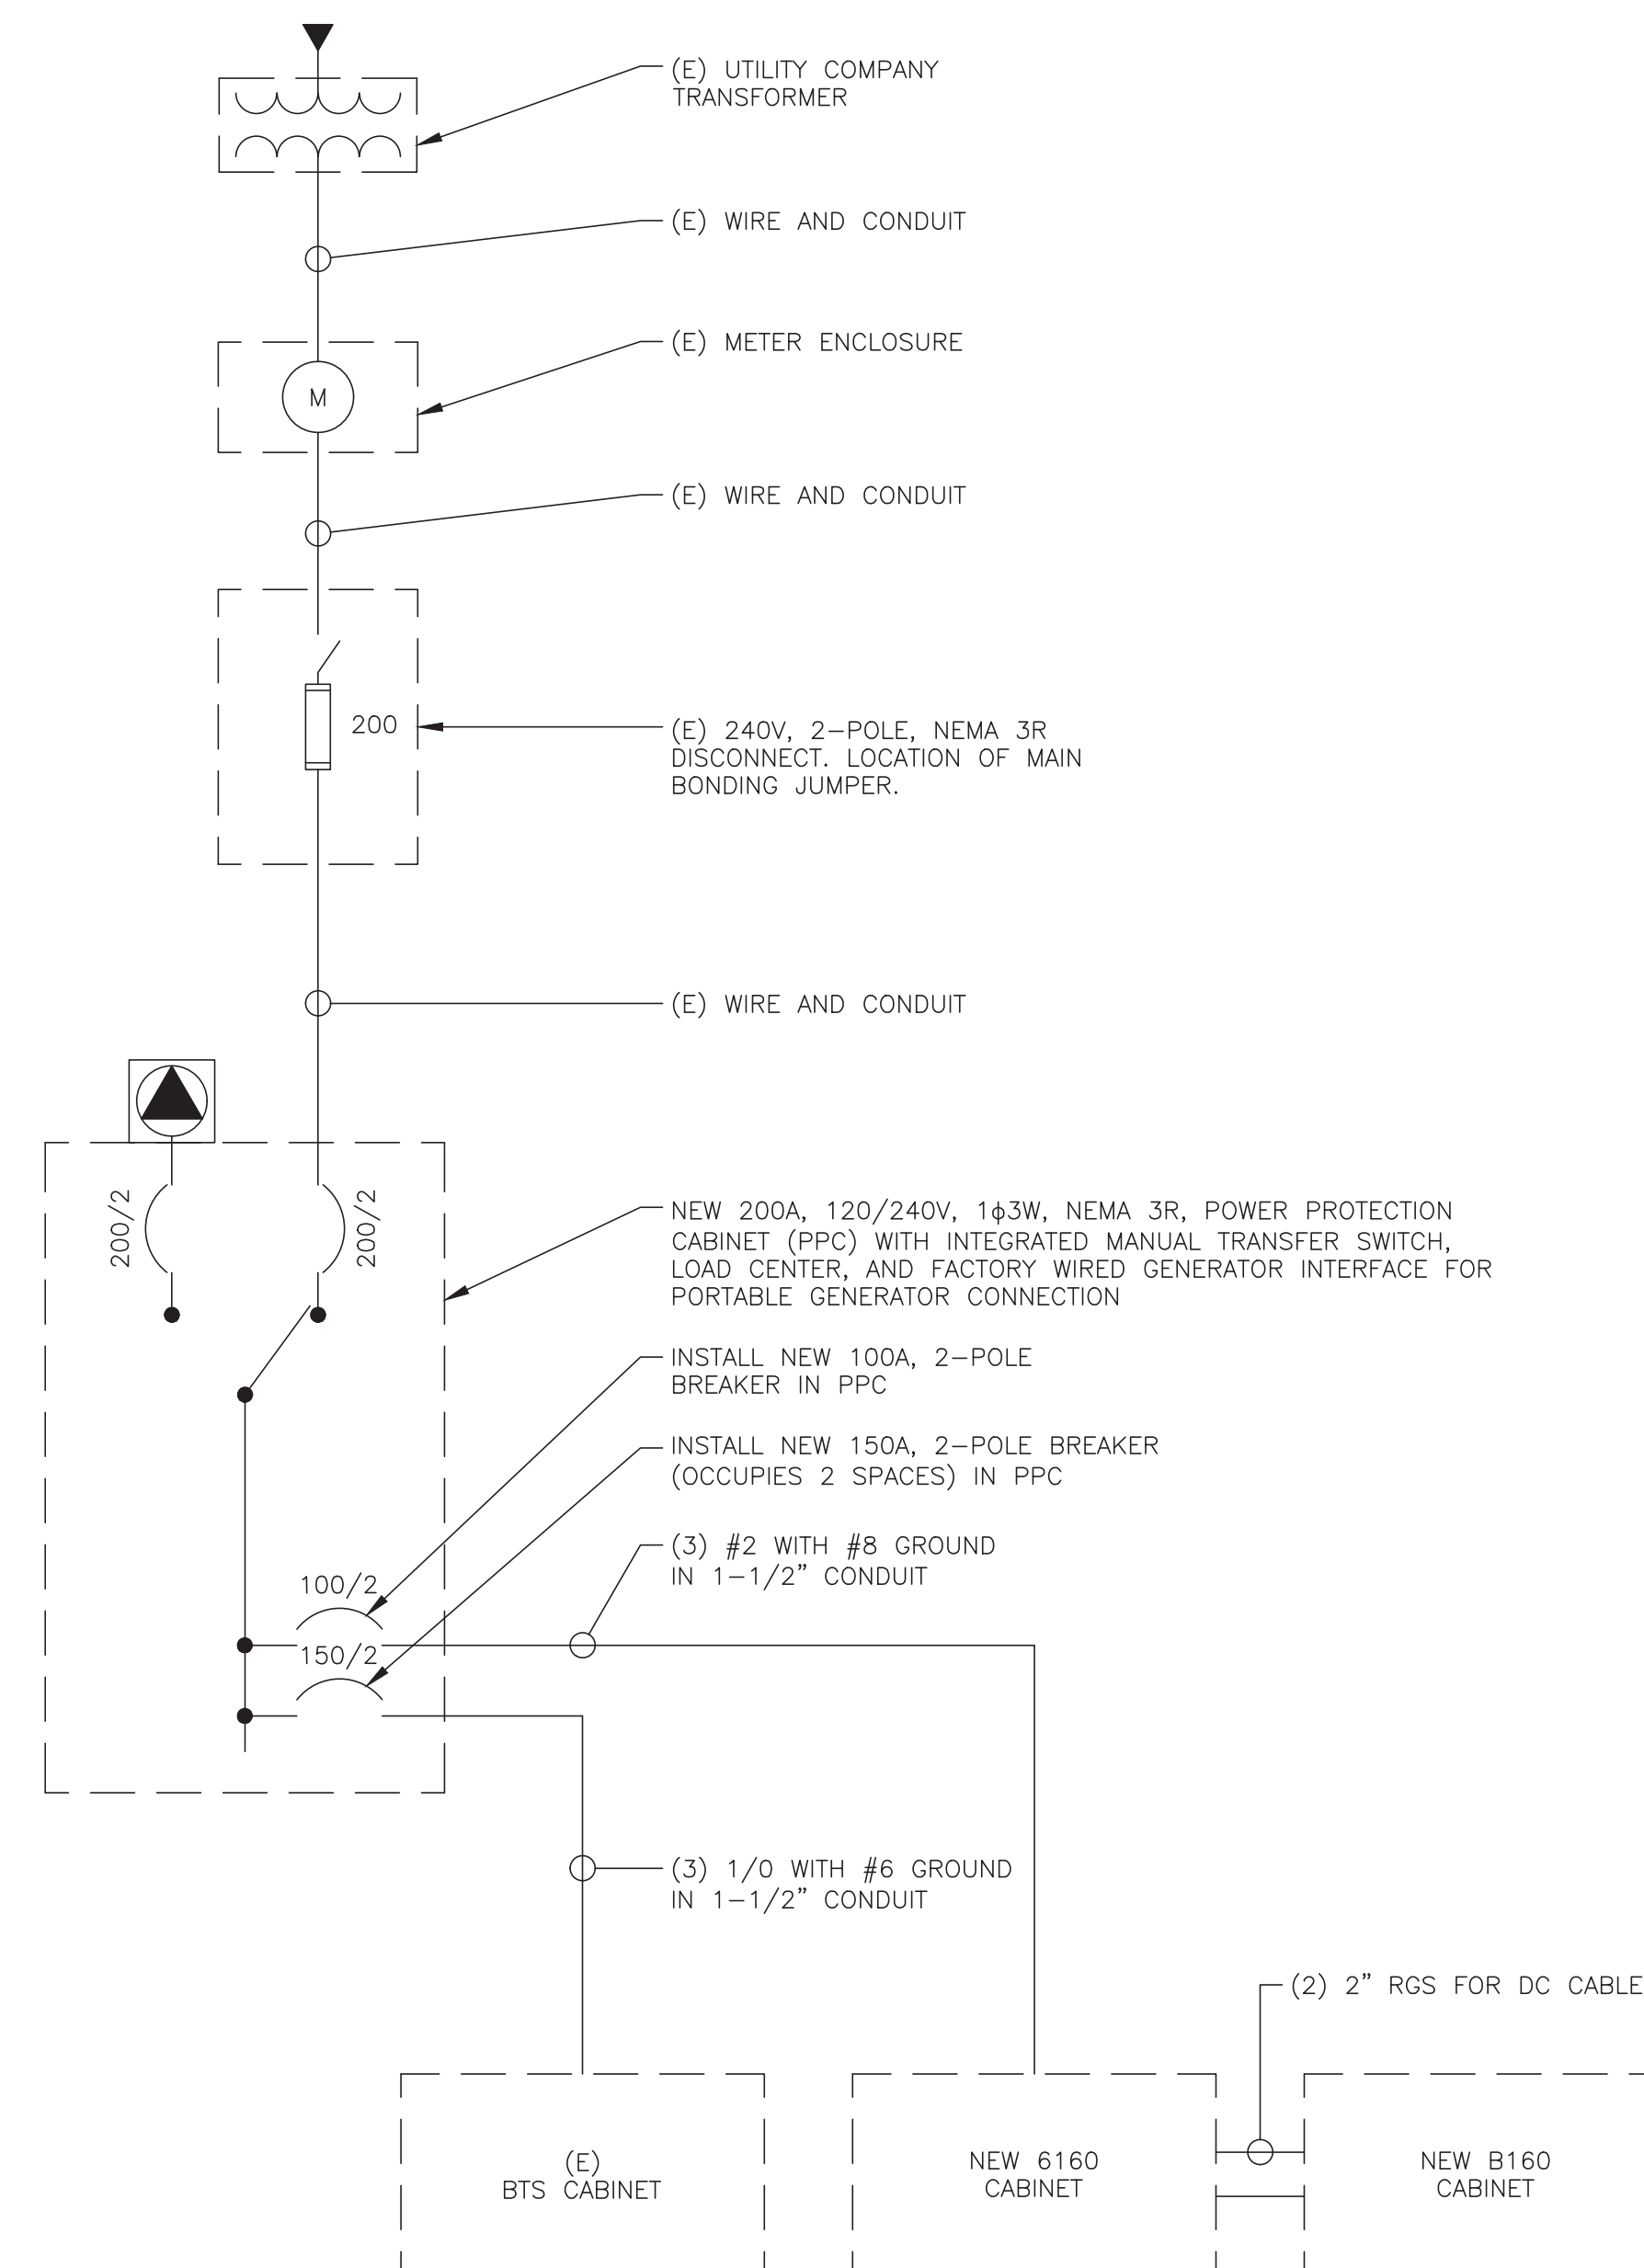 (E) UTILITY COMPANY
TRANSFORMER
(E) WIRE AND CONDUIT
(E) METER ENCLOSURE
M
(E) WIRE AND CONDUIT
200
(E) 240V, 2-POLE, NEMA 3R
DISCONNECT. LOCATION OF MAIN
BONDING JUMPER.
(E) WIRE AND CONDUIT
200/2
200/2
NEW 200A, 120/240V, 1ϕ3W, NEMA 3R, POWER PROTECTION
CABINET (PPC) WITH INTEGRATED MANUAL TRANSFER SWITCH,
LOAD CENTER, AND FACTORY WIRED GENERATOR INTERFACE FOR
PORTABLE GENERATOR CONNECTION
INSTALL NEW 100A, 2-POLE
BREAKER IN PPC
INSTALL NEW 150A, 2-POLE BREAKER
(OCCUPIES 2 SPACES) IN PPC
(3) #2 WITH #8 GROUND
IN 1-1/2” CONDUIT
100/2
150/2
(3) 1/0 WITH #6 GROUND
IN 1-1/2” CONDUIT
(2) 2” RGS FOR DC CABLE
(E)
BTS CABINET
NEW 6160
CABINET
NEW B160
CABINET